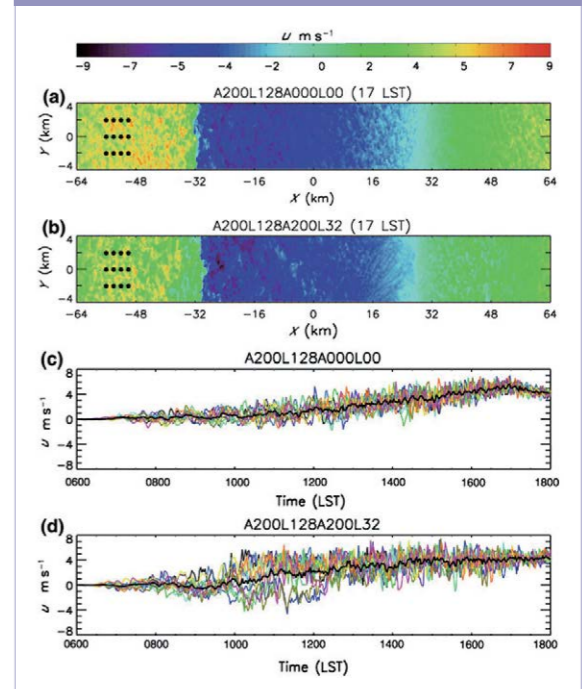 u m s⁻¹
−9 −7 −5 −4 −2 0 2 4 5 7 9
(a) A200L128A000L00 (17 LST)
Y (km)
4
0
−4
−64 −48 −32 −16 0 16 32 48 64
X (km)
(b) A200L128A200L32 (17 LST)
Y (km)
4
0
−4
−64 −48 −32 −16 0 16 32 48 64
X (km)
(c) A200L128A000L00
u m s⁻¹
8
4
0
−4
−8
0600 0800 1000 1200 1400 1600 1800
Time (LST)
(d) A200L128A200L32
u m s⁻¹
8
4
0
−4
−8
0600 0800 1000 1200 1400 1600 1800
Time (LST)